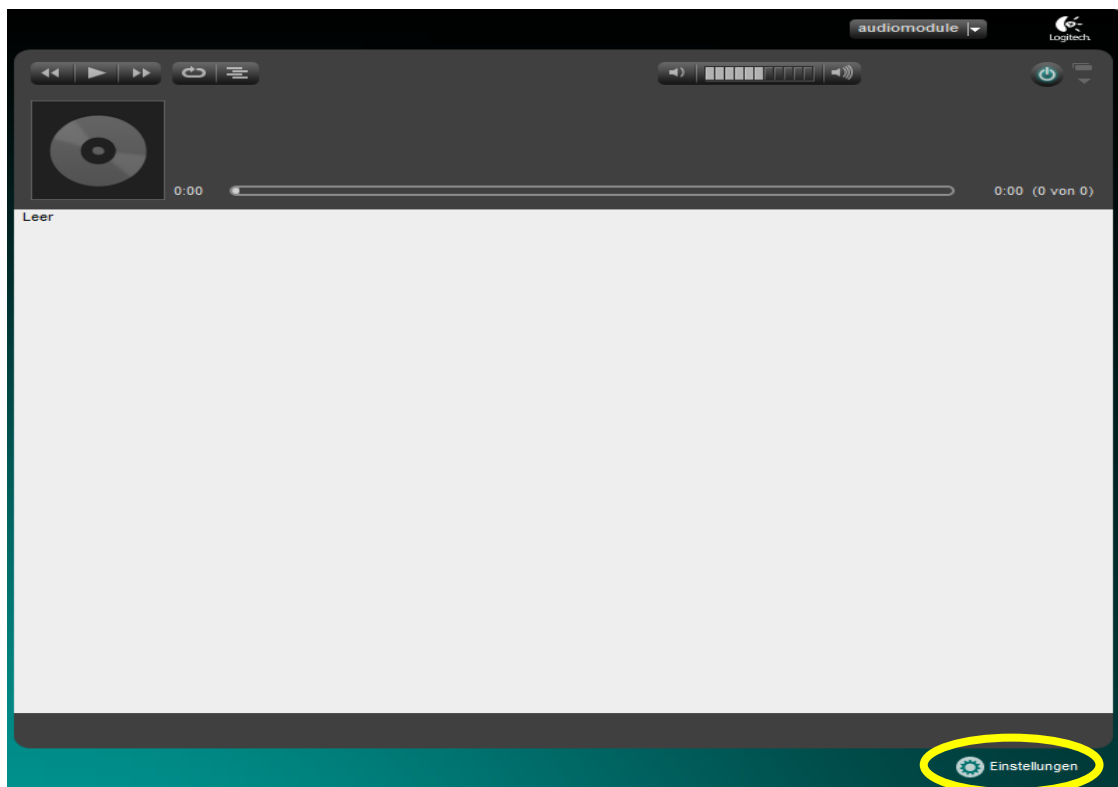 audiomodule
Logitech
0:00
0:00 (0 von 0)
Leer
Einstellungen